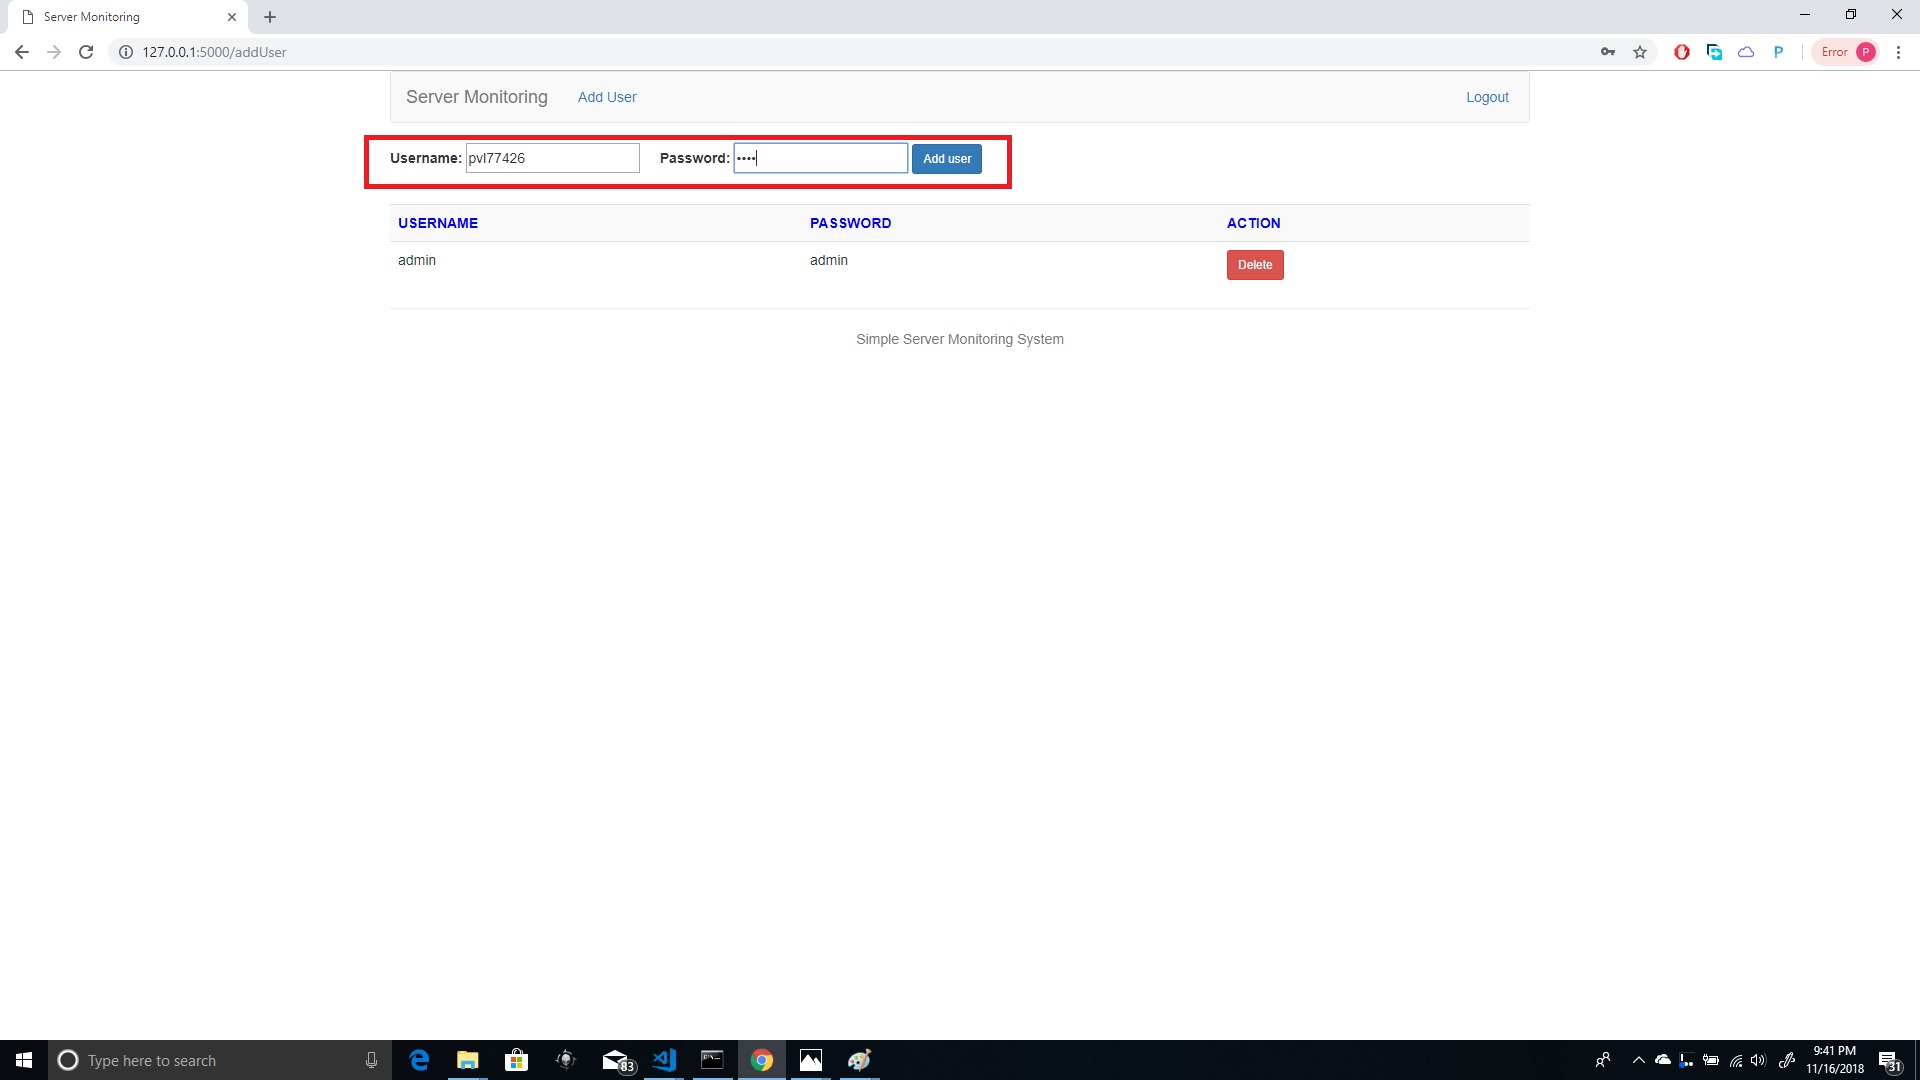 Server Monitoring
127.0.0.1:5000/addUser
Error P
Server Monitoring Add User Logout
Username: pvl77426 Password: •••• Add user
USERNAME PASSWORD ACTION
admin admin Delete
Simple Server Monitoring System
Type here to search
83
9:41 PM
11/16/2018
31